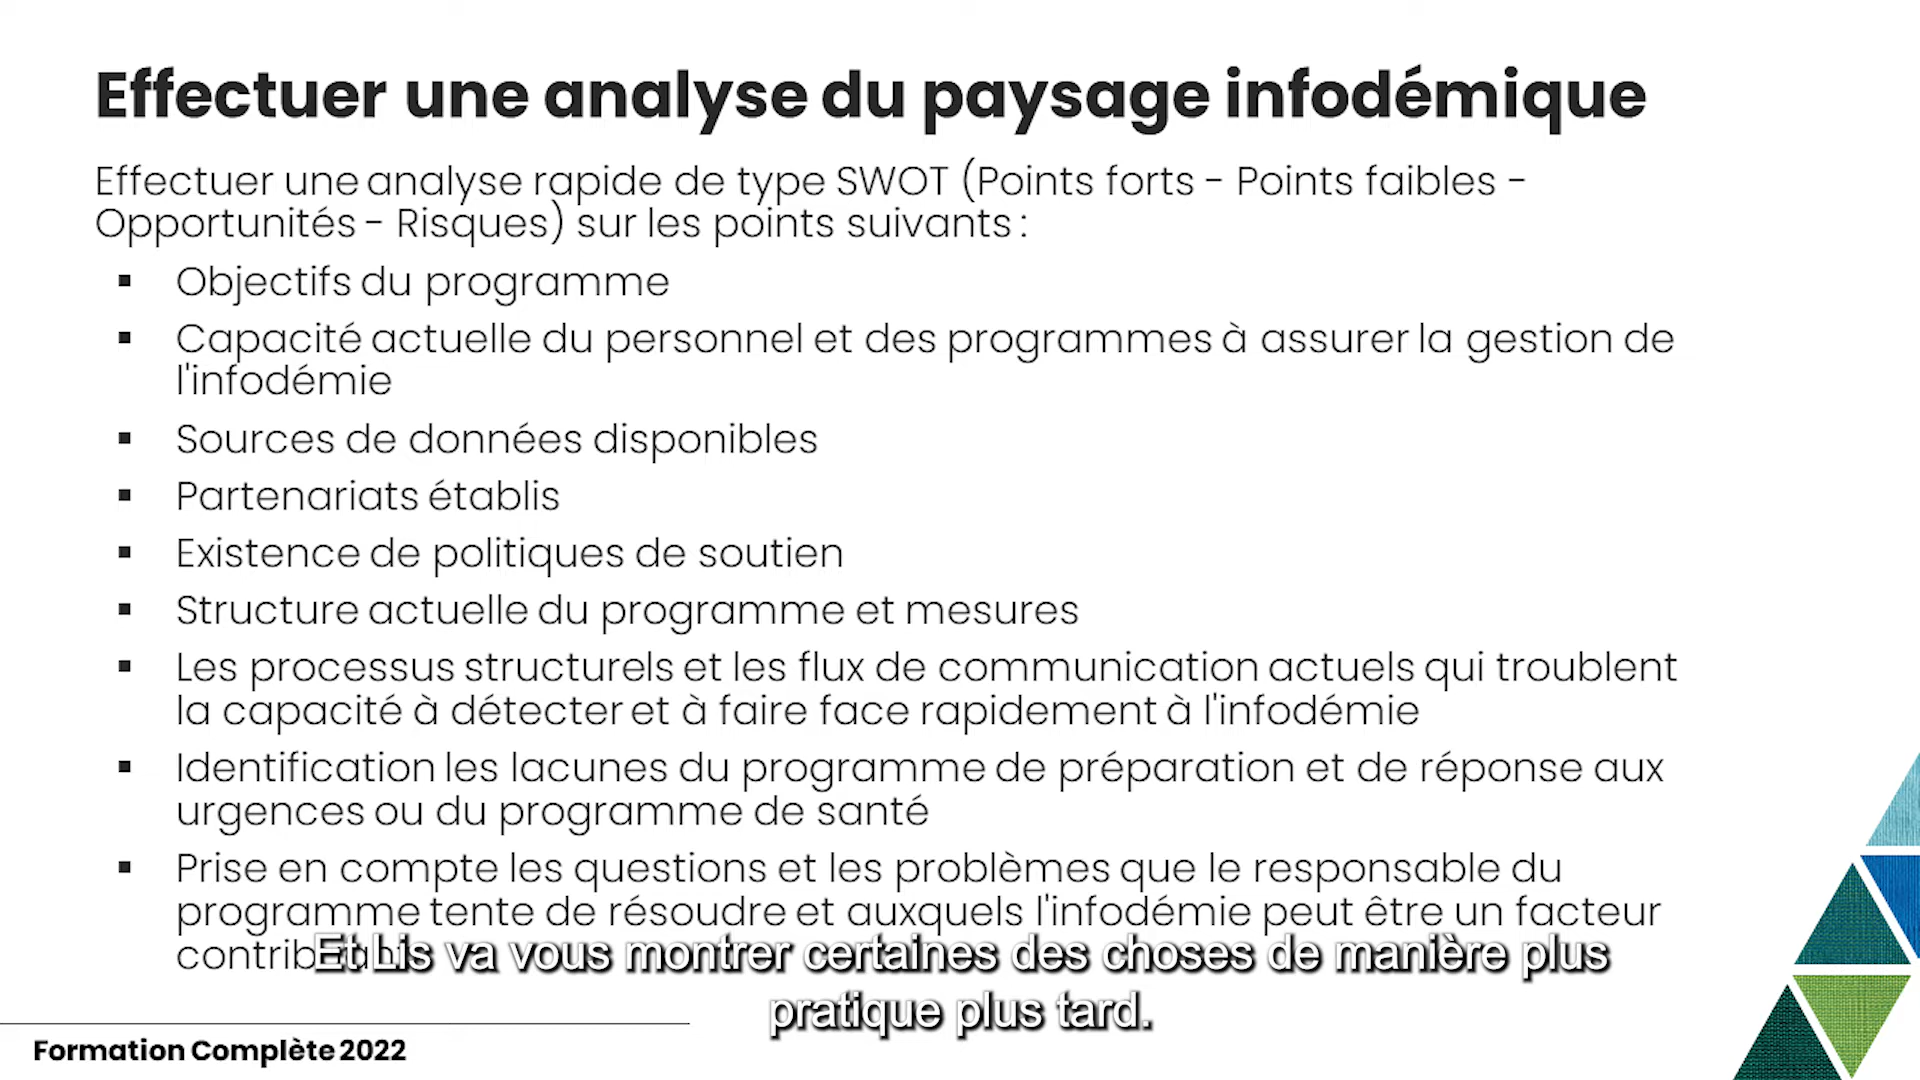 Effectuer une analyse du paysage infodémique
Effectuer une analyse rapide de type SWOT (Points forts - Points faibles -
Opportunités - Risques) sur les points suivants :
▪ Objectifs du programme
▪ Capacité actuelle du personnel et des programmes à assurer la gestion de
l'infodémie
▪ Sources de données disponibles
▪ Partenariats établis
▪ Existence de politiques de soutien
▪ Structure actuelle du programme et mesures
▪ Les processus structurels et les flux de communication actuels qui troublent
la capacité à détecter et à faire face rapidement à l'infodémie
▪ Identification les lacunes du programme de préparation et de réponse aux
urgences ou du programme de santé
▪ Prise en compte les questions et les problèmes que le responsable du
programme tente de résoudre et auxquels l'infodémie peut être un facteur
Et Lis va vous montrer certaines des choses de manière plus
pratique plus tard.
Formation Complète 2022